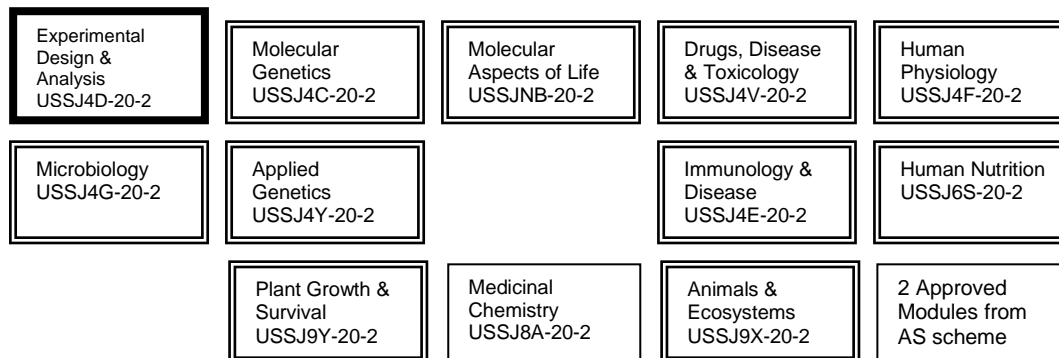 Experimental
Design &
Analysis
USSJ4D-20-2
Molecular
Genetics
USSJ4C-20-2
Molecular
Aspects of Life
USSJNB-20-2
Drugs, Disease
& Toxicology
USSJ4V-20-2
Human
Physiology
USSJ4F-20-2
Microbiology
USSJ4G-20-2
Applied
Genetics
USSJ4Y-20-2
Immunology &
Disease
USSJ4E-20-2
Human Nutrition
USSJ6S-20-2
Plant Growth &
Survival
USSJ9Y-20-2
Medicinal
Chemistry
USSJ8A-20-2
Animals &
Ecosystems
USSJ9X-20-2
2 Approved
Modules from
AS scheme